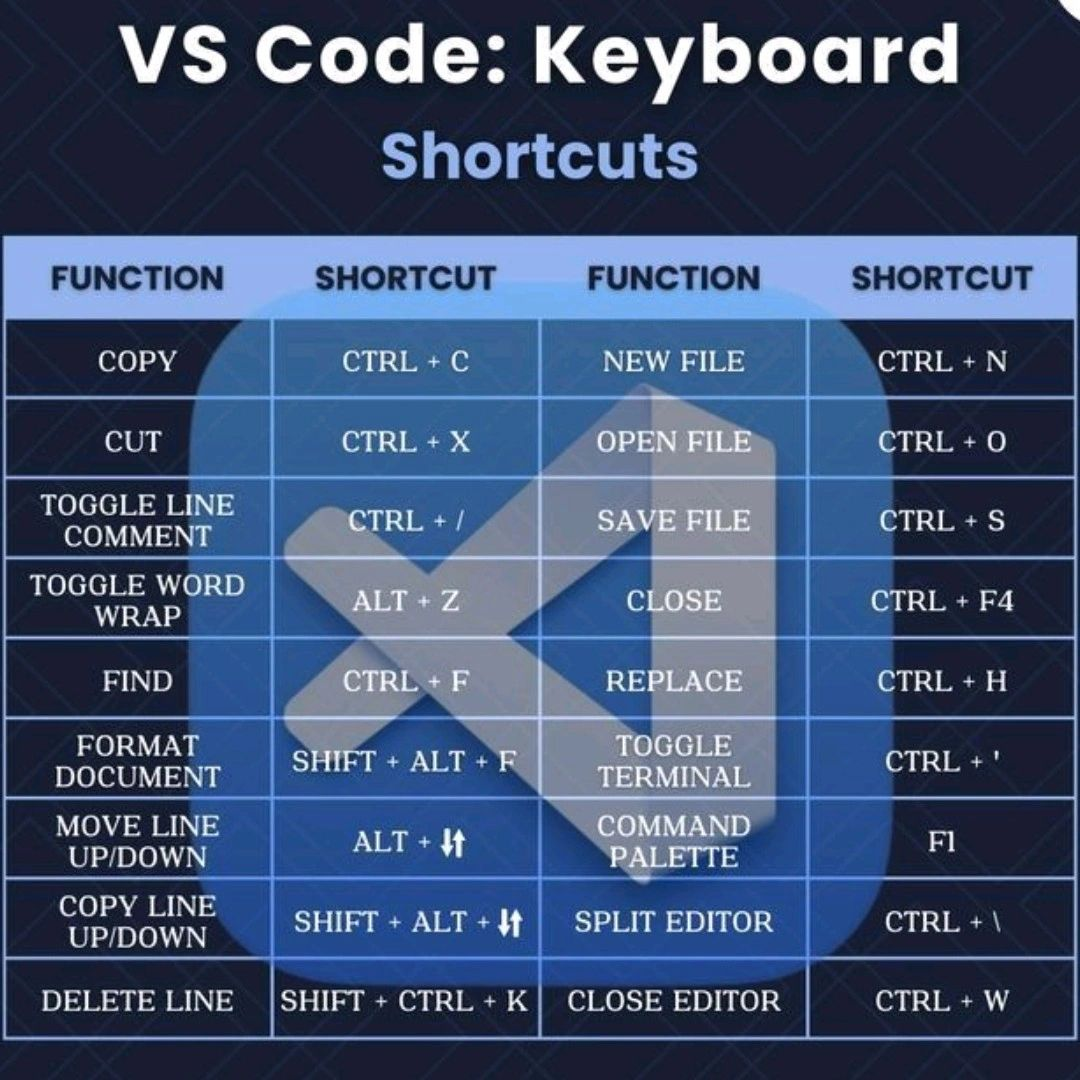 VS Code: Keyboard
Shortcuts
FUNCTION SHORTCUT FUNCTION SHORTCUT
COPY CTRL + C NEW FILE CTRL + N
CUT CTRL + X OPEN FILE CTRL + O
TOGGLE LINE
COMMENT CTRL + / SAVE FILE CTRL + S
TOGGLE WORD
WRAP ALT + Z CLOSE CTRL + F4
FIND CTRL + F REPLACE CTRL + H
FORMAT
DOCUMENT SHIFT + ALT + F TOGGLE
TERMINAL CTRL + '
MOVE LINE
UP/DOWN ALT + ⬇⬆ COMMAND
PALETTE F1
COPY LINE
UP/DOWN SHIFT + ALT + ⬇⬆ SPLIT EDITOR CTRL + \
DELETE LINE SHIFT + CTRL + K CLOSE EDITOR CTRL + W